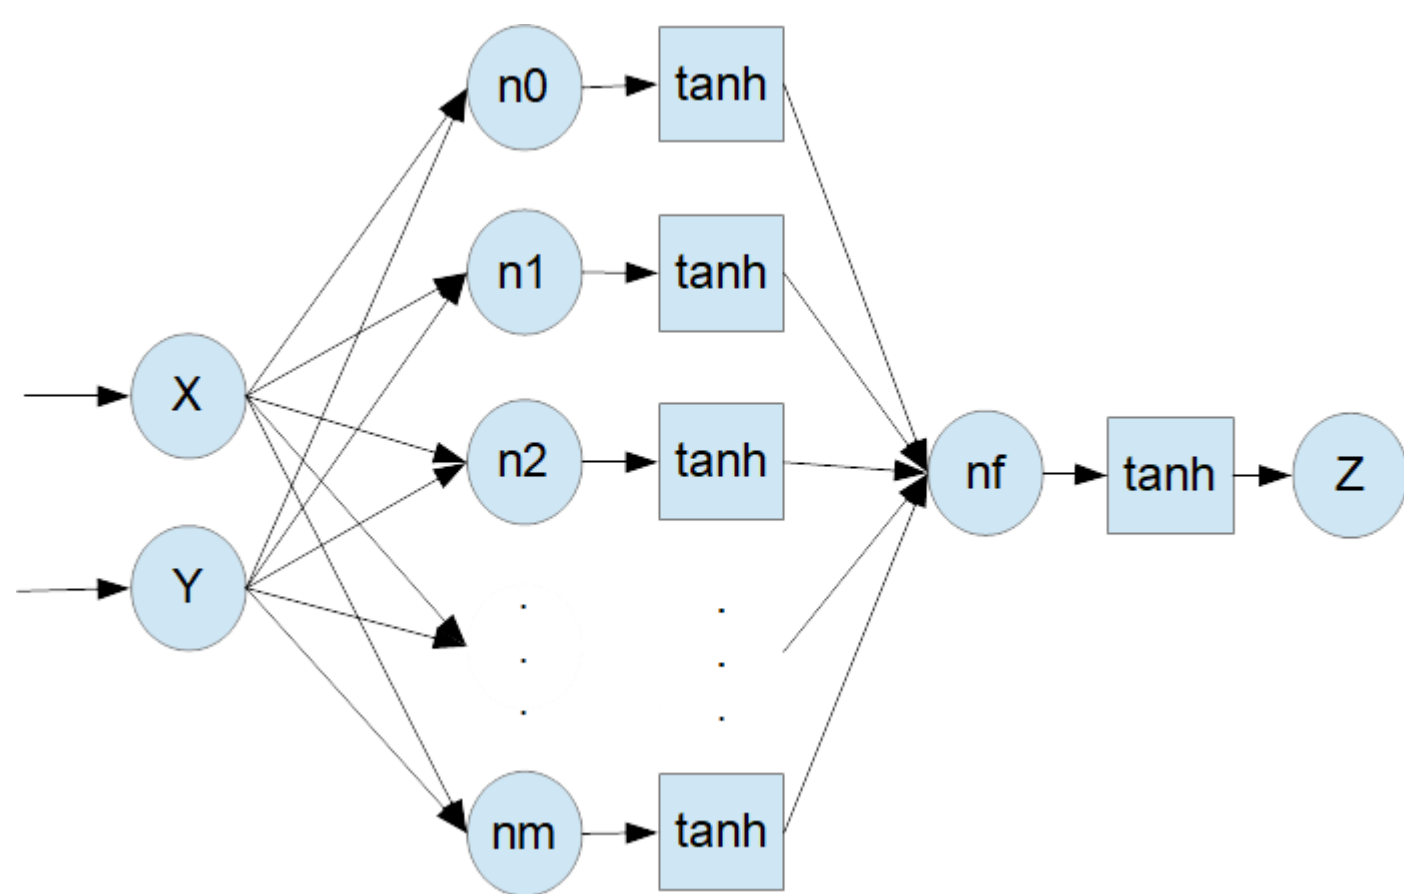 n0 tanh
n1 tanh
X
n2 tanh
nf tanh Z
Y
. .
. .
. .
nm tanh